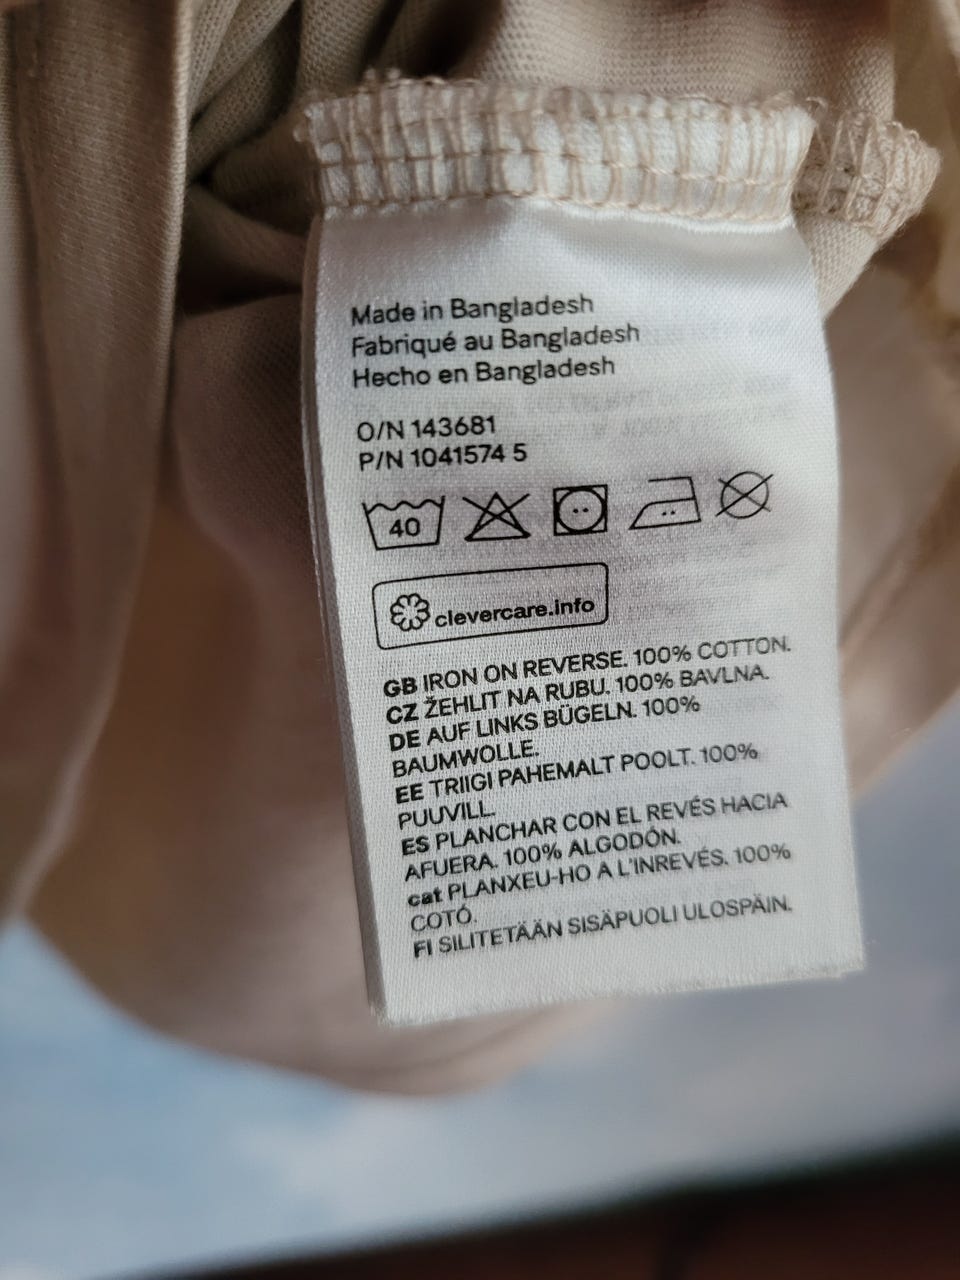 Made in Bangladesh
Fabriqué au Bangladesh
Hecho en Bangladesh
O/N 143681
P/N 1041574 5
40
clevercare.info
GB IRON ON REVERSE. 100% COTTON.
CZ ŽEHLIT NA RUBU. 100% BAVLNA.
DE AUF LINKS BÜGELN. 100%
BAUMWOLLE.
EE TRIIGI PAHEMALT POOLT. 100%
PUUVILL.
ES PLANCHAR CON EL REVÉS HACIA
AFUERA. 100% ALGODÓN.
cat PLANXEU-HO A L'INREVÉS. 100%
COTÓ.
FI SILITETÄÄN SISÄPUOLI ULOSPÄIN.